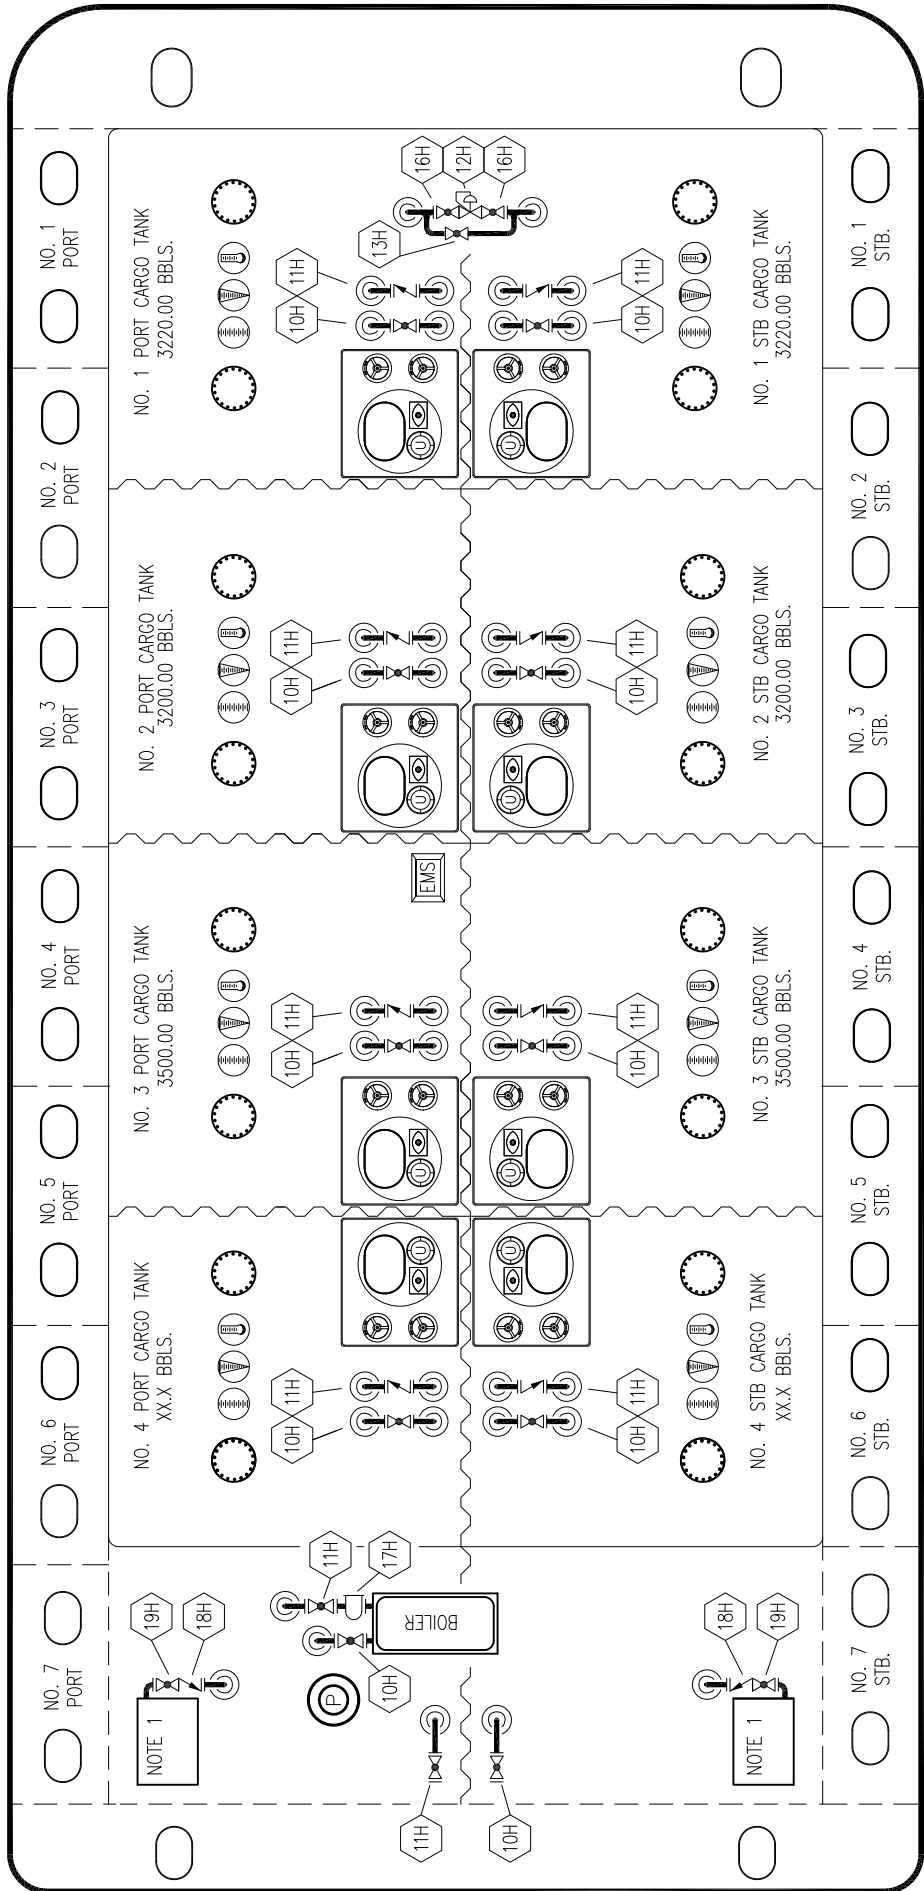 16H
12H
16H
13H
NO. 1
PORT
NO. 1 PORT CARGO TANK
3220.00 BBLS.
11H
10H
11H
10H
NO. 1 STB CARGO TANK
3220.00 BBLS.
NO. 1
STB.
U
U
NO. 2
PORT
NO. 2
STB.
NO. 2 PORT CARGO TANK
3200.00 BBLS.
11H
10H
11H
10H
NO. 2 STB CARGO TANK
3200.00 BBLS.
NO. 3
PORT
NO. 3
STB.
U
U
EMS
NO. 4
PORT
NO. 3 PORT CARGO TANK
3500.00 BBLS.
11H
10H
11H
10H
NO. 3 STB CARGO TANK
3500.00 BBLS.
NO. 4
STB.
U
U
NO. 5
PORT
NO. 5
STB.
U
U
NO. 4 PORT CARGO TANK
XX.X BBLS.
11H
10H
11H
10H
NO. 4 STB CARGO TANK
XX.X BBLS.
NO. 6
PORT
NO. 6
STB.
11H
17H
BOILER
10H
P
19H
18H
18H
19H
NO. 7
PORT
NO. 7
STB.
NOTE 1
NOTE 1
11H
10H